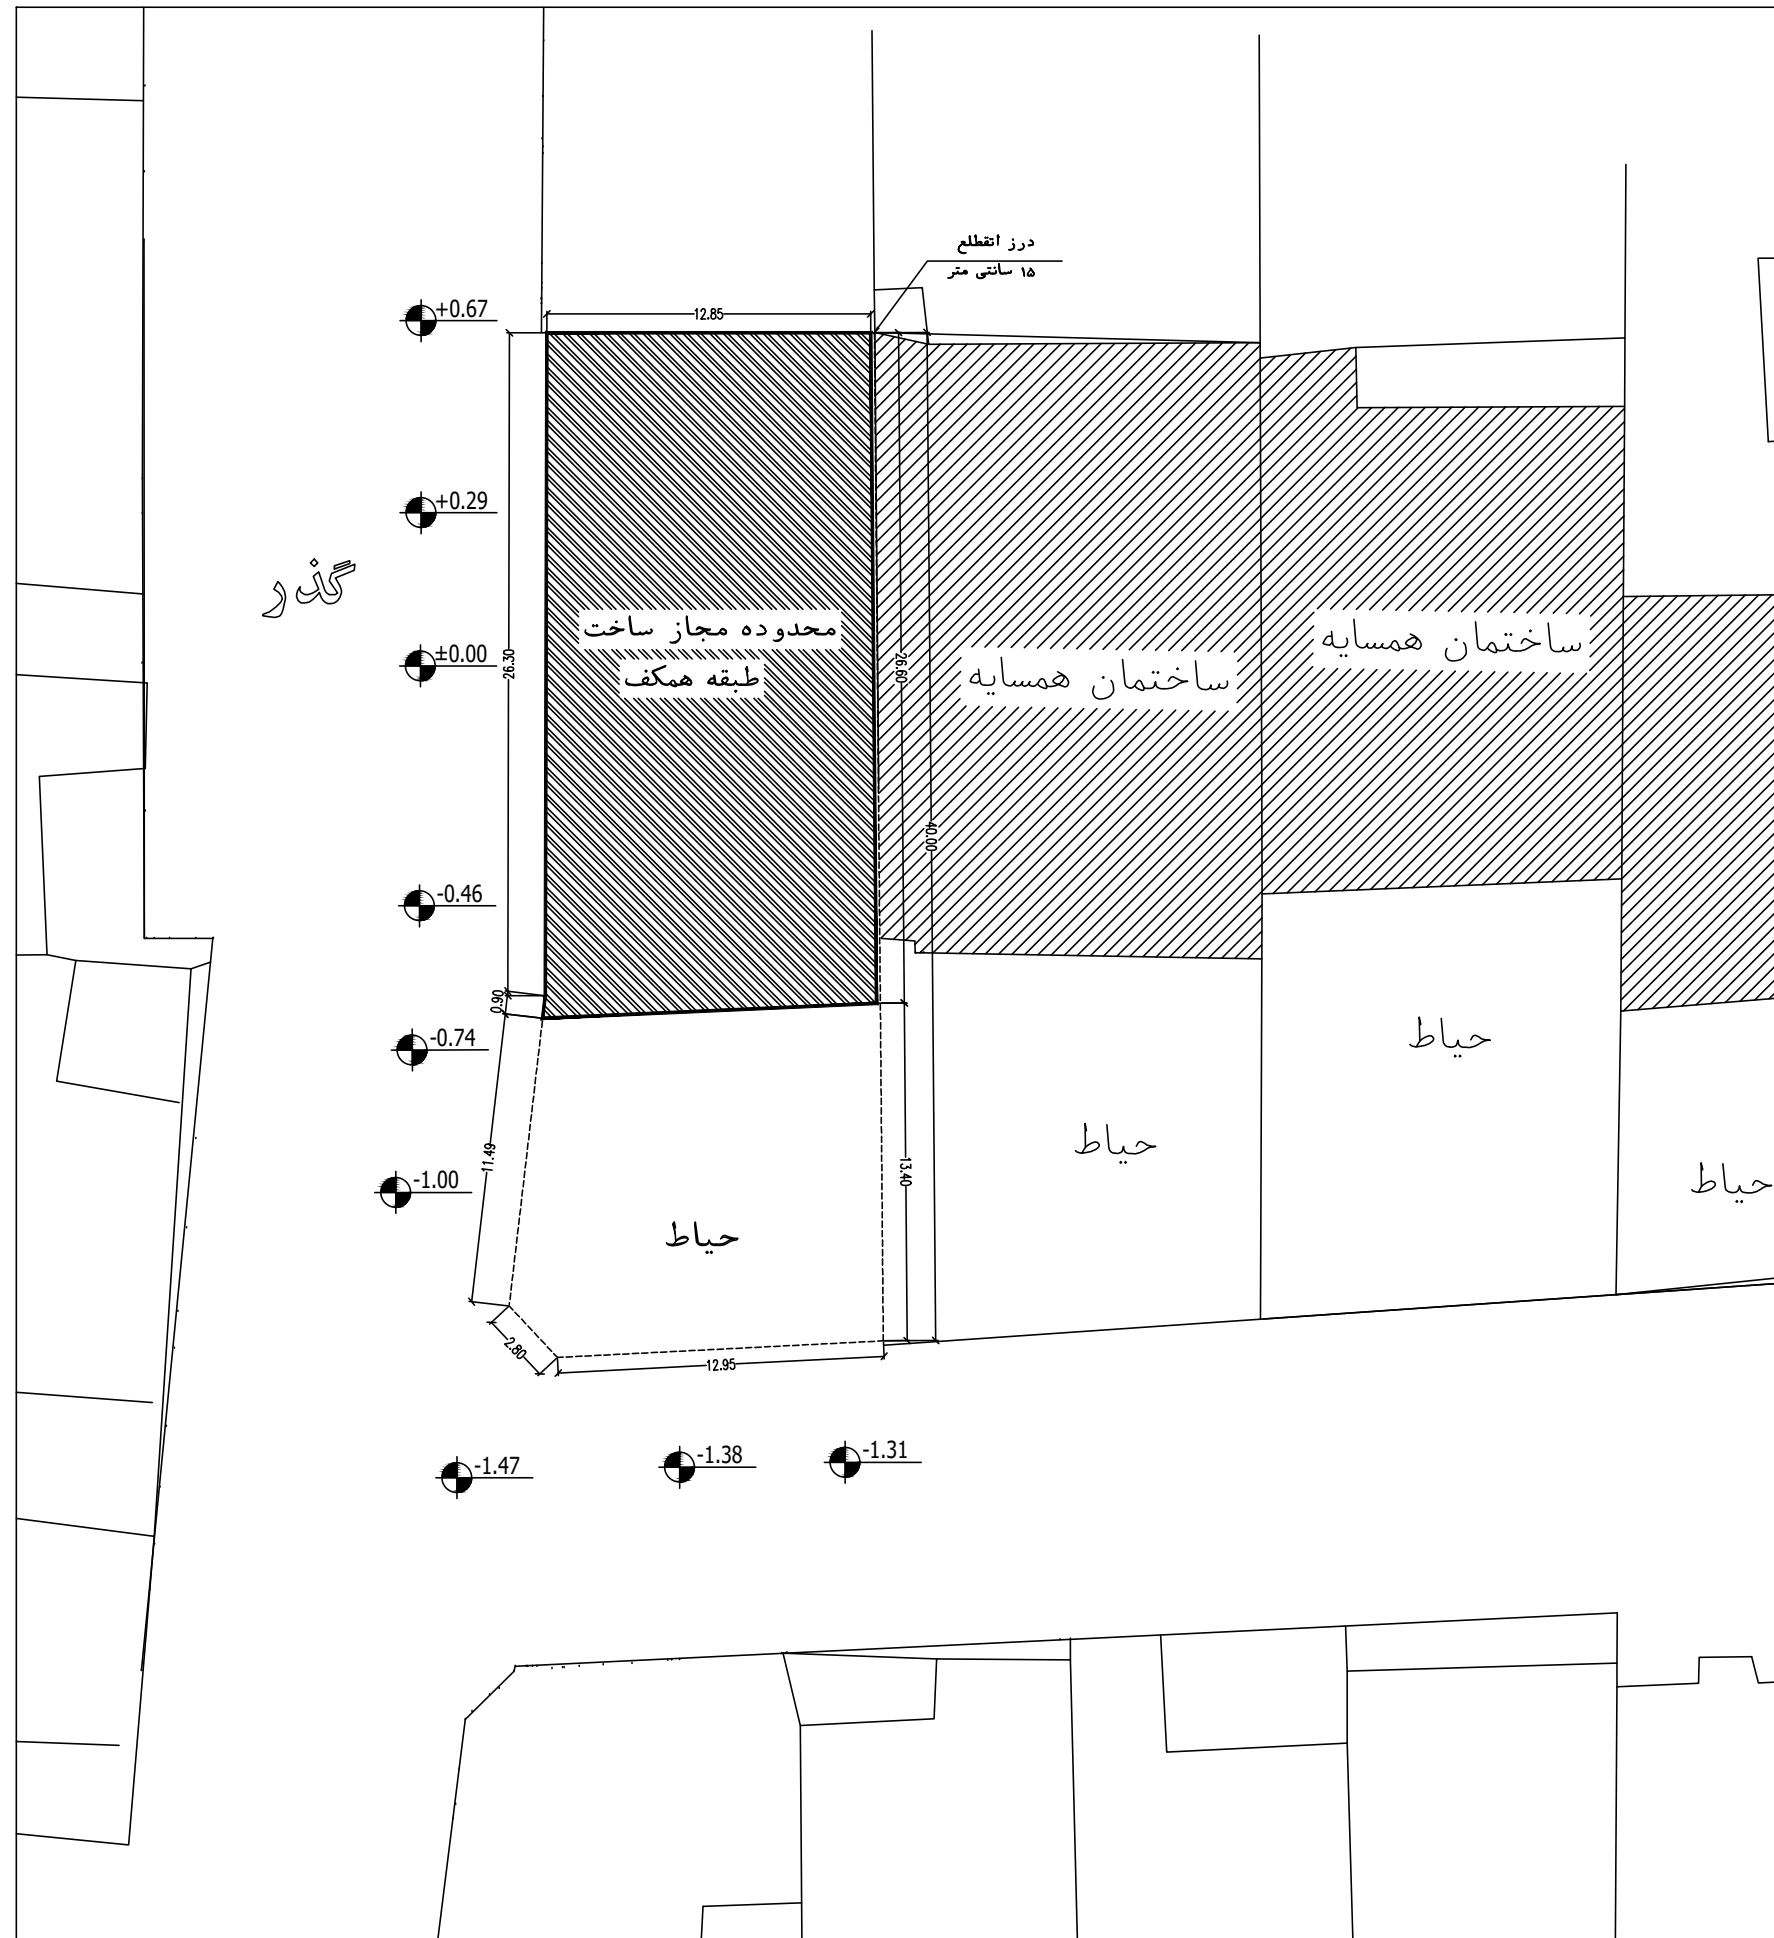 درز انقطلع
۱۵ سانتی متر
+0.67
12.85
+0.29
گذر
±0.00
26.30
محدوده مجاز ساخت
طبقه همکف
26.60
ساختمان همسایه
ساختمان همسایه
40.00
-0.46
0.90
-0.74
حیاط
حیاط
حیاط
-1.00
11.49
13.40
حیاط
2.80
12.95
-1.47
-1.38
-1.31